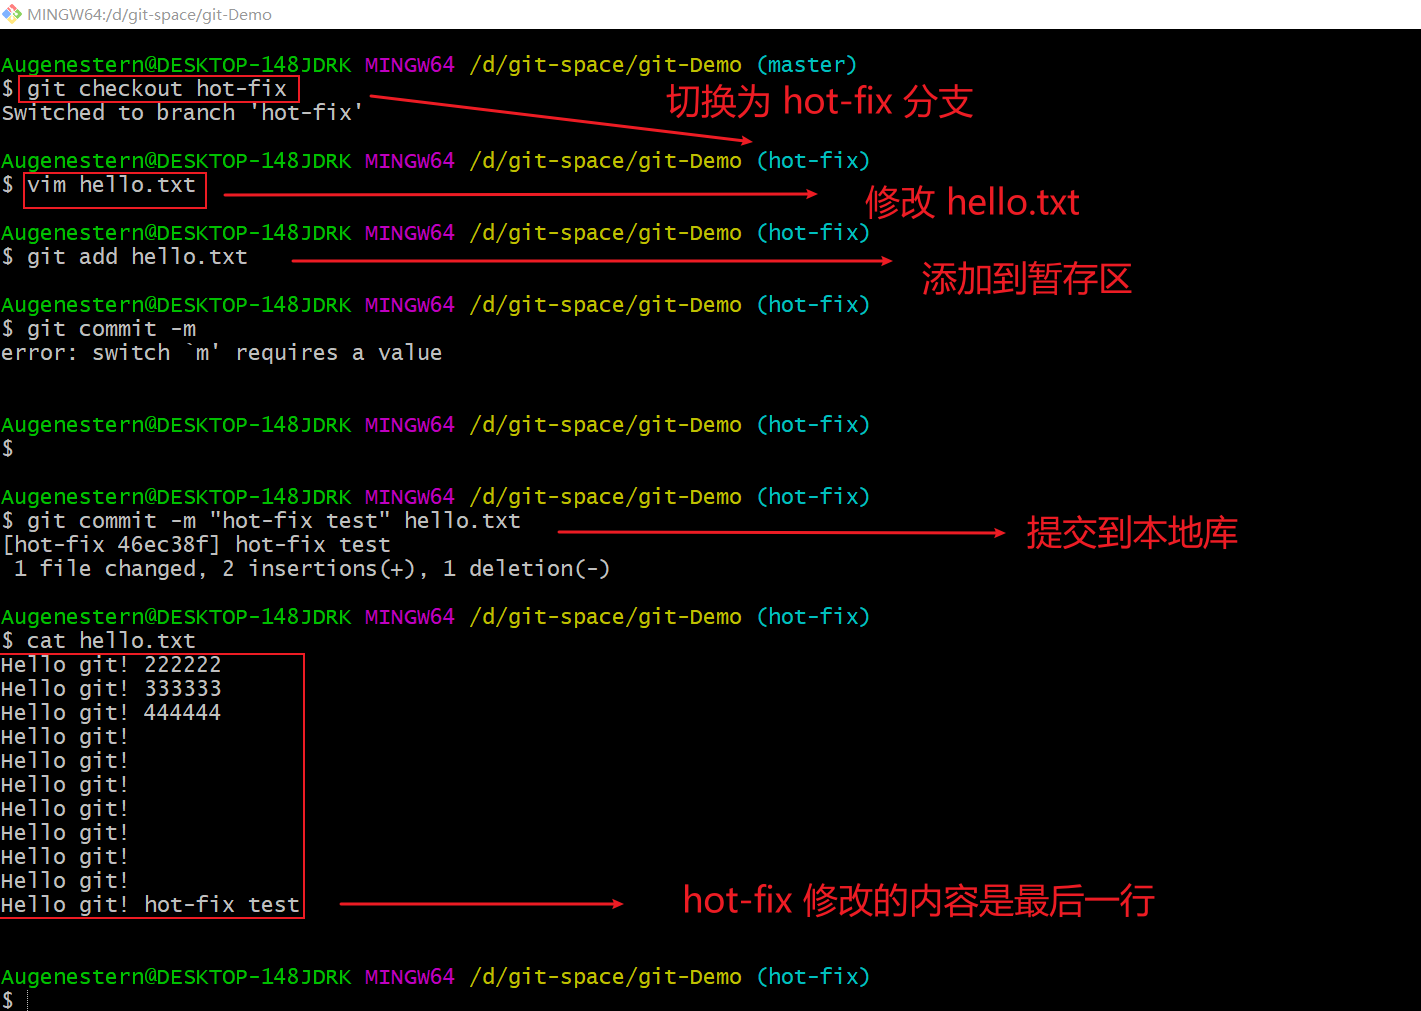 MINGW64:/d/git-space/git-Demo
Augenestern@DESKTOP-148JDRK MINGW64 /d/git-space/git-Demo (master)
$ git checkout hot-fix
切换为 hot-fix 分支
Switched to branch 'hot-fix'
Augenestern@DESKTOP-148JDRK MINGW64 /d/git-space/git-Demo (hot-fix)
$ vim hello.txt
修改 hello.txt
Augenestern@DESKTOP-148JDRK MINGW64 /d/git-space/git-Demo (hot-fix)
$ git add hello.txt
添加到暂存区
Augenestern@DESKTOP-148JDRK MINGW64 /d/git-space/git-Demo (hot-fix)
$ git commit -m
error: switch `m' requires a value
Augenestern@DESKTOP-148JDRK MINGW64 /d/git-space/git-Demo (hot-fix)
$
Augenestern@DESKTOP-148JDRK MINGW64 /d/git-space/git-Demo (hot-fix)
$ git commit -m "hot-fix test" hello.txt
提交到本地库
[hot-fix 46ec38f] hot-fix test
1 file changed, 2 insertions(+), 1 deletion(-)
Augenestern@DESKTOP-148JDRK MINGW64 /d/git-space/git-Demo (hot-fix)
$ cat hello.txt
Hello git! 222222
Hello git! 333333
Hello git! 444444
Hello git!
Hello git!
Hello git!
Hello git!
Hello git!
Hello git!
Hello git!
Hello git! hot-fix test
hot-fix 修改的内容是最后一行
Augenestern@DESKTOP-148JDRK MINGW64 /d/git-space/git-Demo (hot-fix)
$